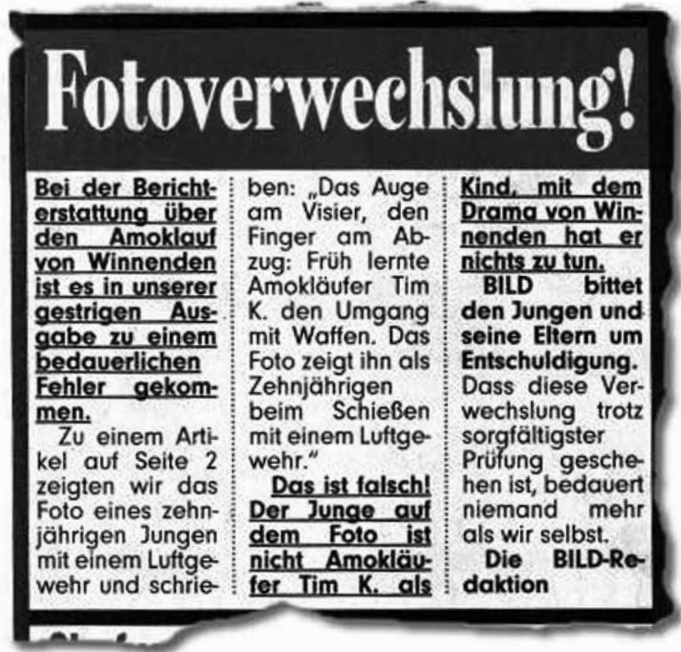 Fotoverwechslung!
Bei der Bericht-
erstattung über
den Amoklauf
von Winnenden
ist es in unserer
gestrigen Aus-
gabe zu einem
bedauerlichen
Fehler gekom-
men.
Zu einem Arti-
kel auf Seite 2
zeigten wir das
Foto eines zehn-
jährigen Jungen
mit einem Luftge-
wehr und schrie-
ben: „Das Auge
am Visier, den
Finger am Ab-
zug: Früh lernte
Amokläufer Tim
K. den Umgang
mit Waffen. Das
Foto zeigt ihn als
Zehnjährigen
beim Schießen
mit einem Luftge-
wehr."
Das ist falsch!
Der Junge auf
dem Foto ist
nicht Amokläu-
fer Tim K. als
Kind, mit dem
Drama von Win-
nenden hat er
nichts zu tun.
BILD bittet
den Jungen und
seine Eltern um
Entschuldigung.
Dass diese Ver-
wechslung trotz
sorgfältigster
Prüfung gesche-
hen ist, bedauert
niemand mehr
als wir selbst.
Die BILD-Re-
daktion